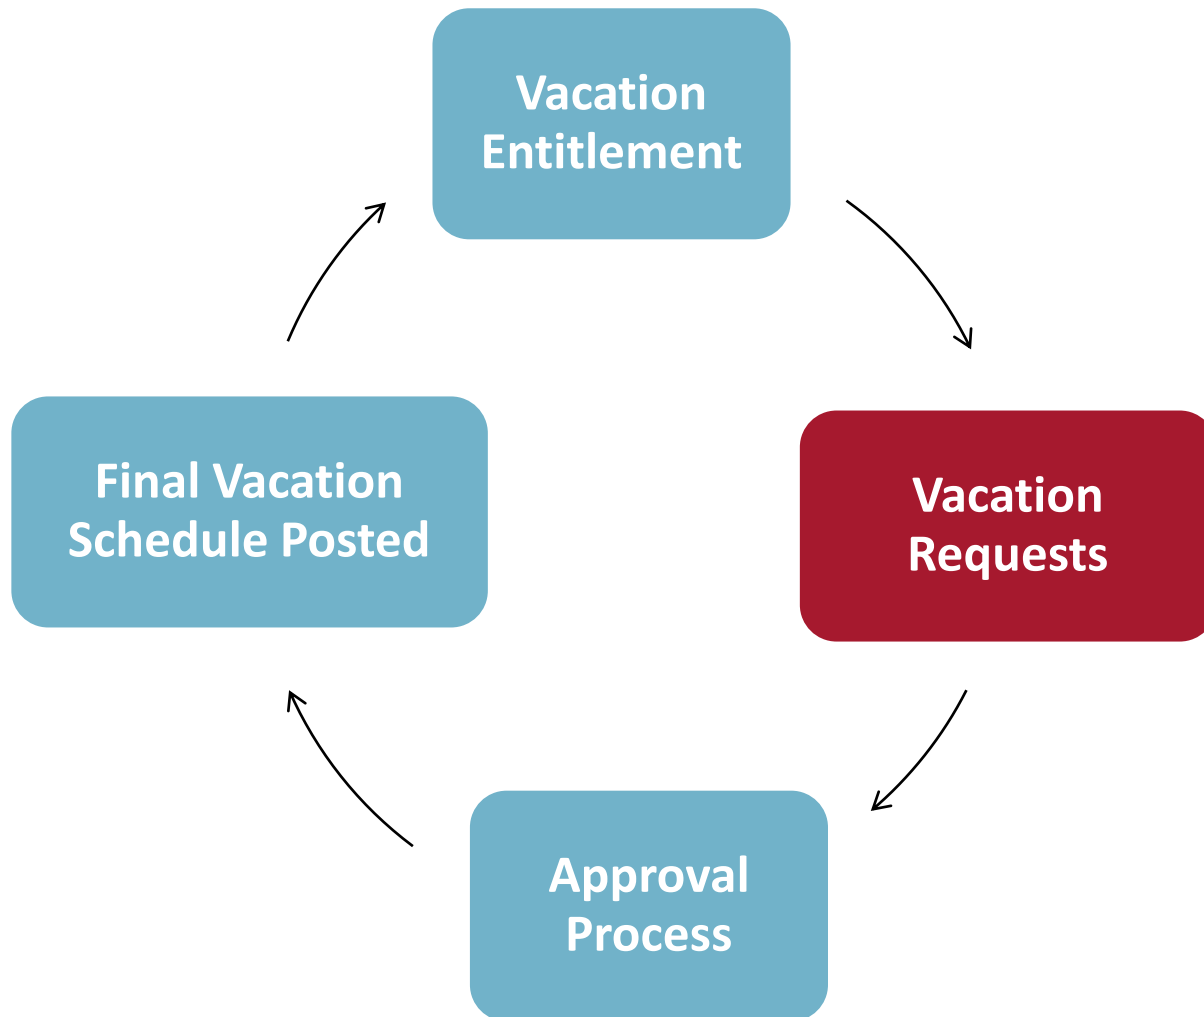 Vacation
Entitlement
Final Vacation
Schedule Posted
Vacation
Requests
Approval
Process